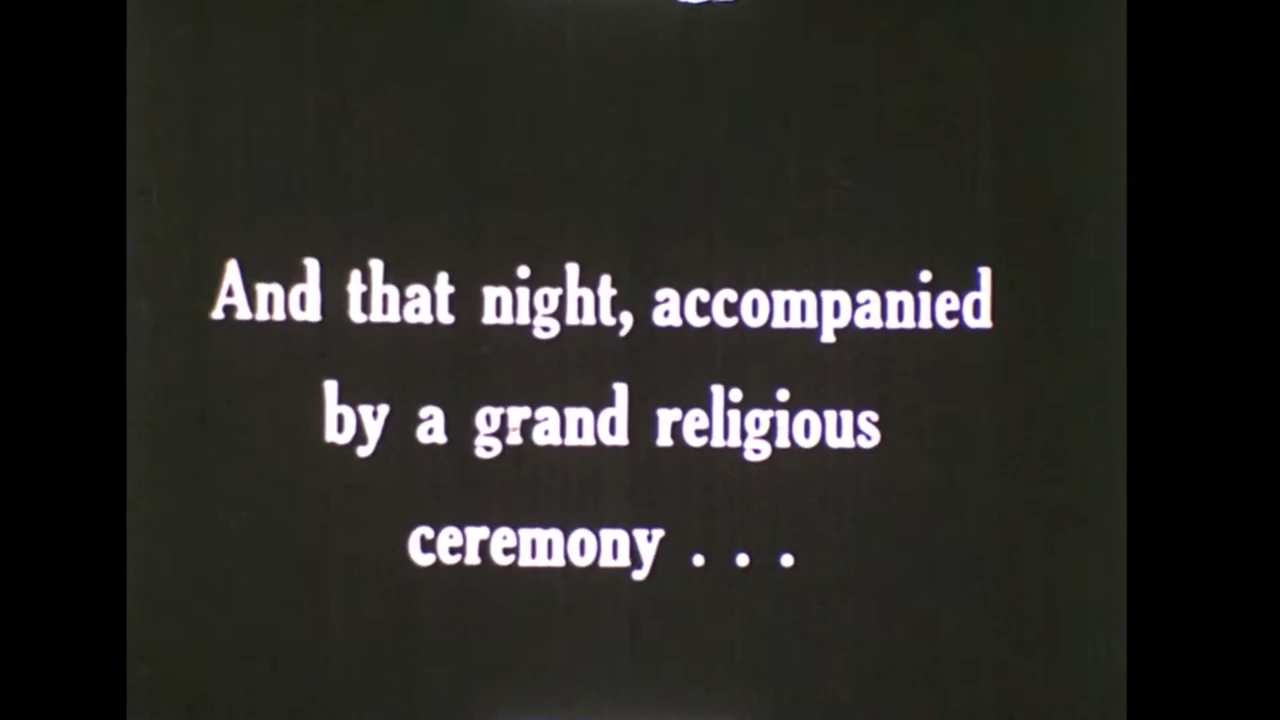 And that night, accompanied
by a grand religious
ceremony . . .